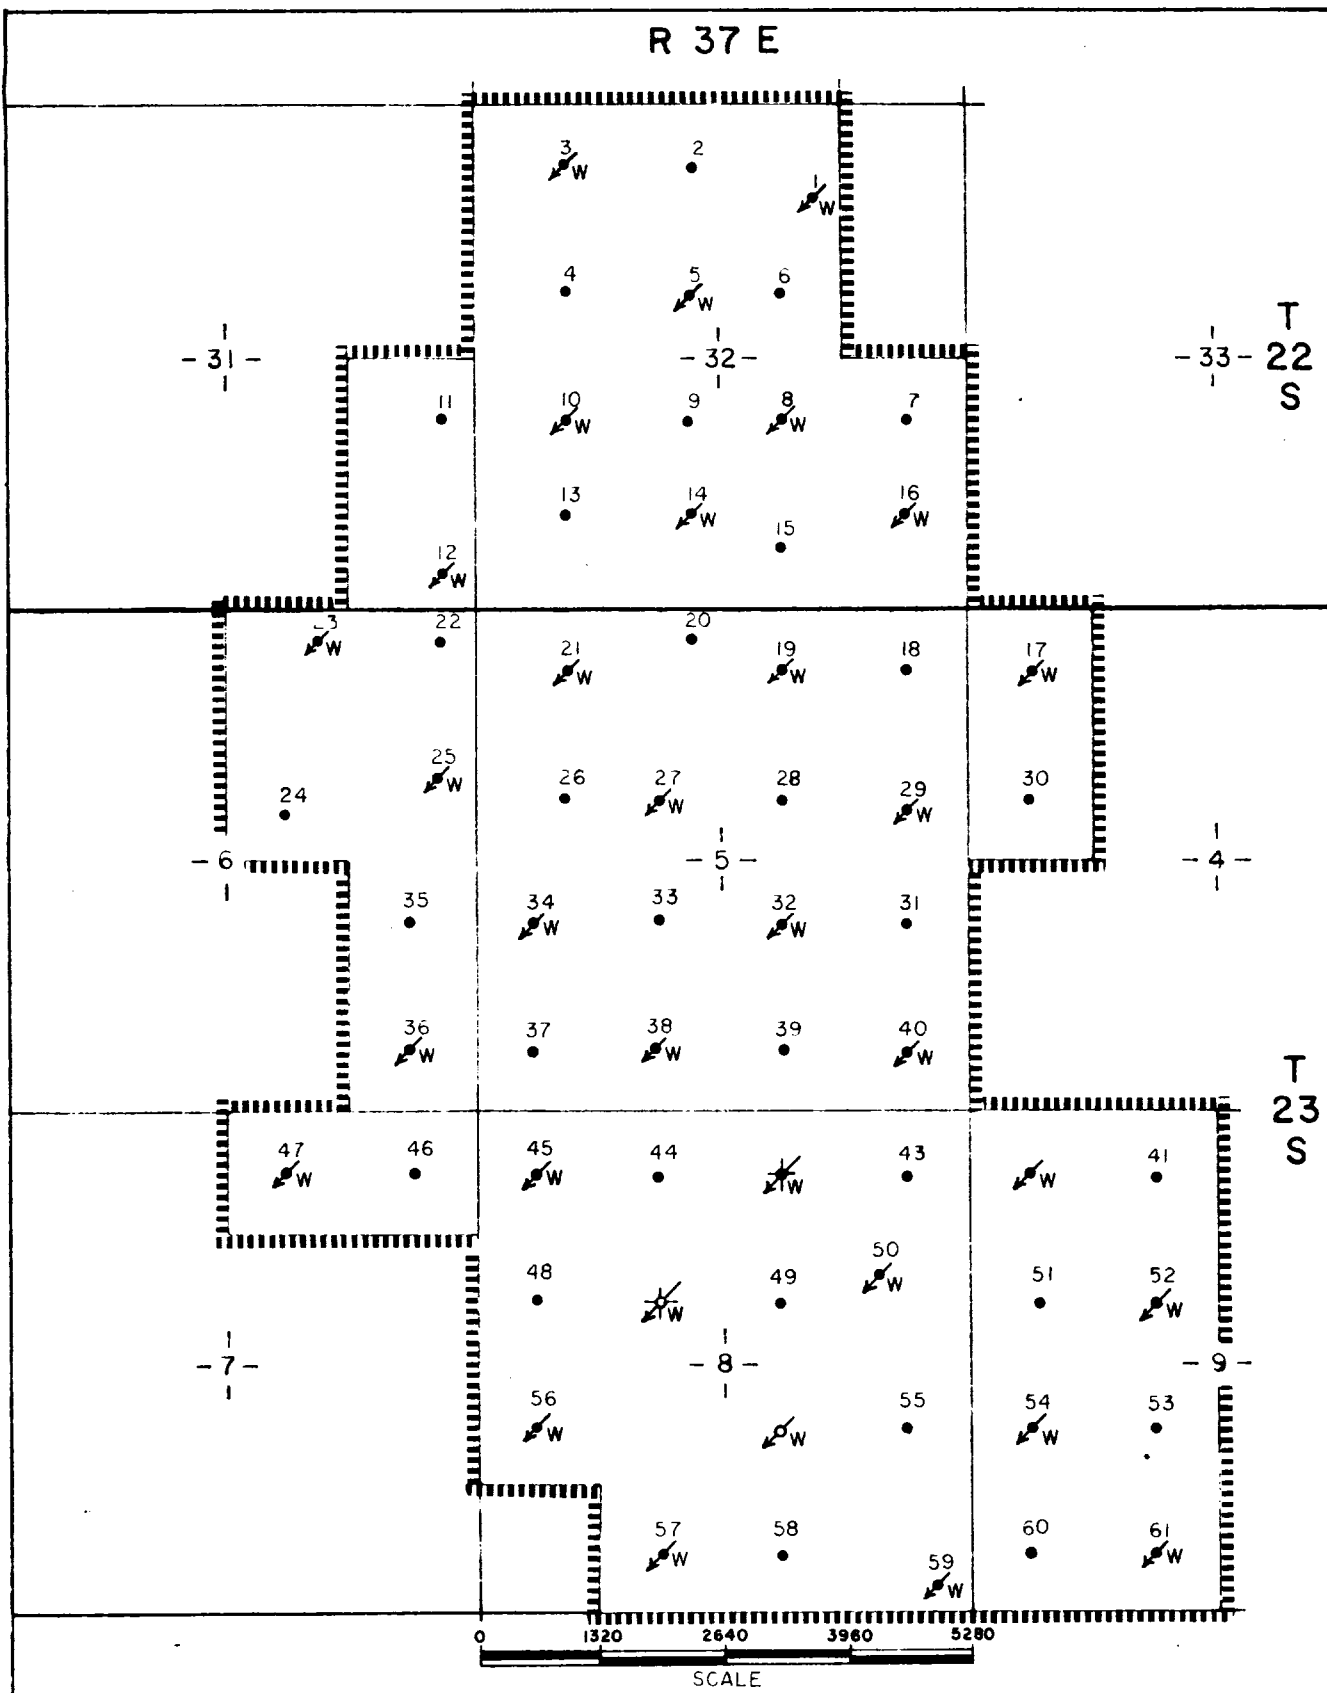 R 37 E
3 2
W 1
W
4 5 6
W
- 31 - - 32 - - 33 - T 22 S
11 10 9 8 7
W W
13 14 16
W 15 W
12
W
22 20
W 21 19 18 17
W W W
25
W 26 27 28 29 30
24 W W
- 6 - 5 - - 4 -
35 34 33 32 31
W W
36 37 38 39 40
W W W
T 23 S
47 46 45 44 43 41
W W W W
50
48 49 W 51 52
W W
- 7 - - 8 - - 9 -
56 55 54 53
W W W
57 58 60 61
W 59 W
W
0 1320 2640 3960 5280
SCALE